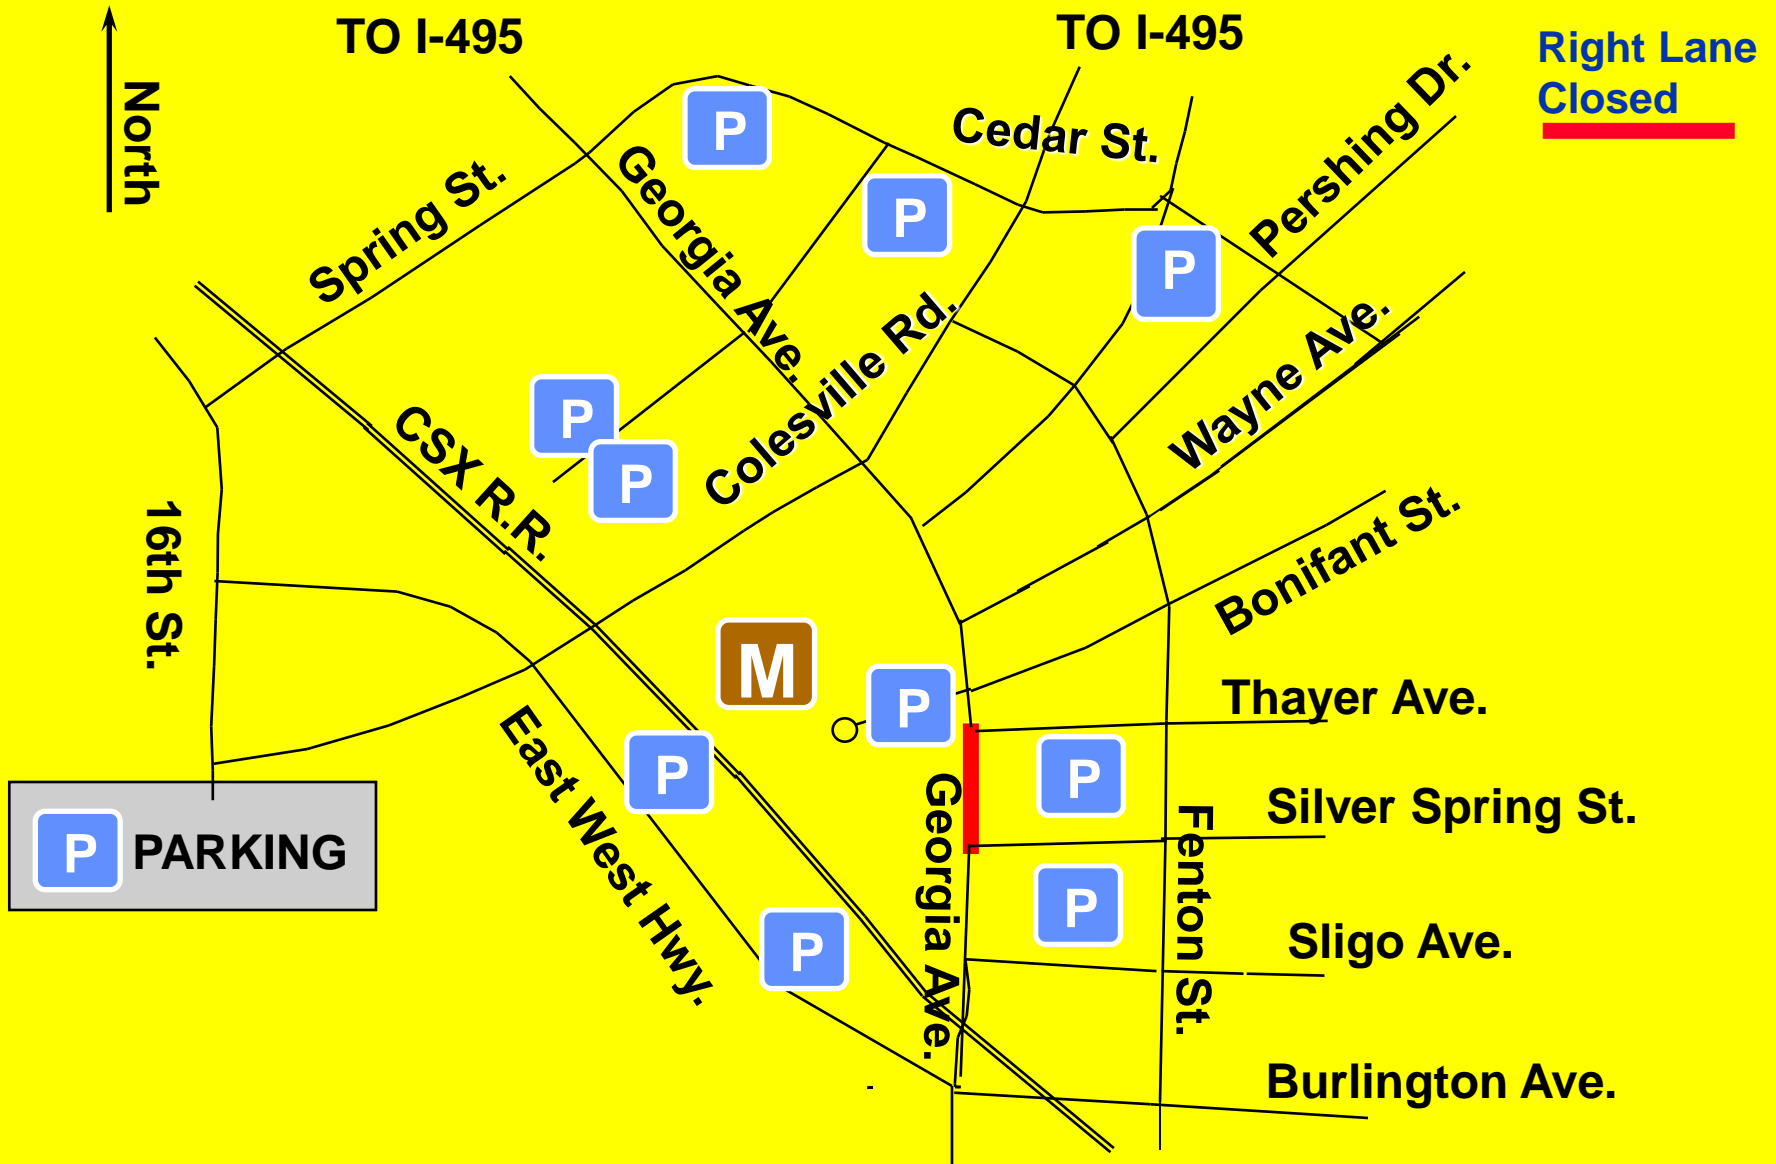 TO I-495
TO I-495
Right Lane
Closed
North
Cedar St.
Pershing Dr.
P
Spring St.
Georgia Ave.
P
P
Colesville Rd.
Wayne Ave.
P
CSX R.R.
P
16th St.
Bonifant St.
M
P
Thayer Ave.
East West Hwy.
P
Georgia Ave.
P
Silver Spring St.
Fenton St.
P PARKING
P
P
Sligo Ave.
Burlington Ave.